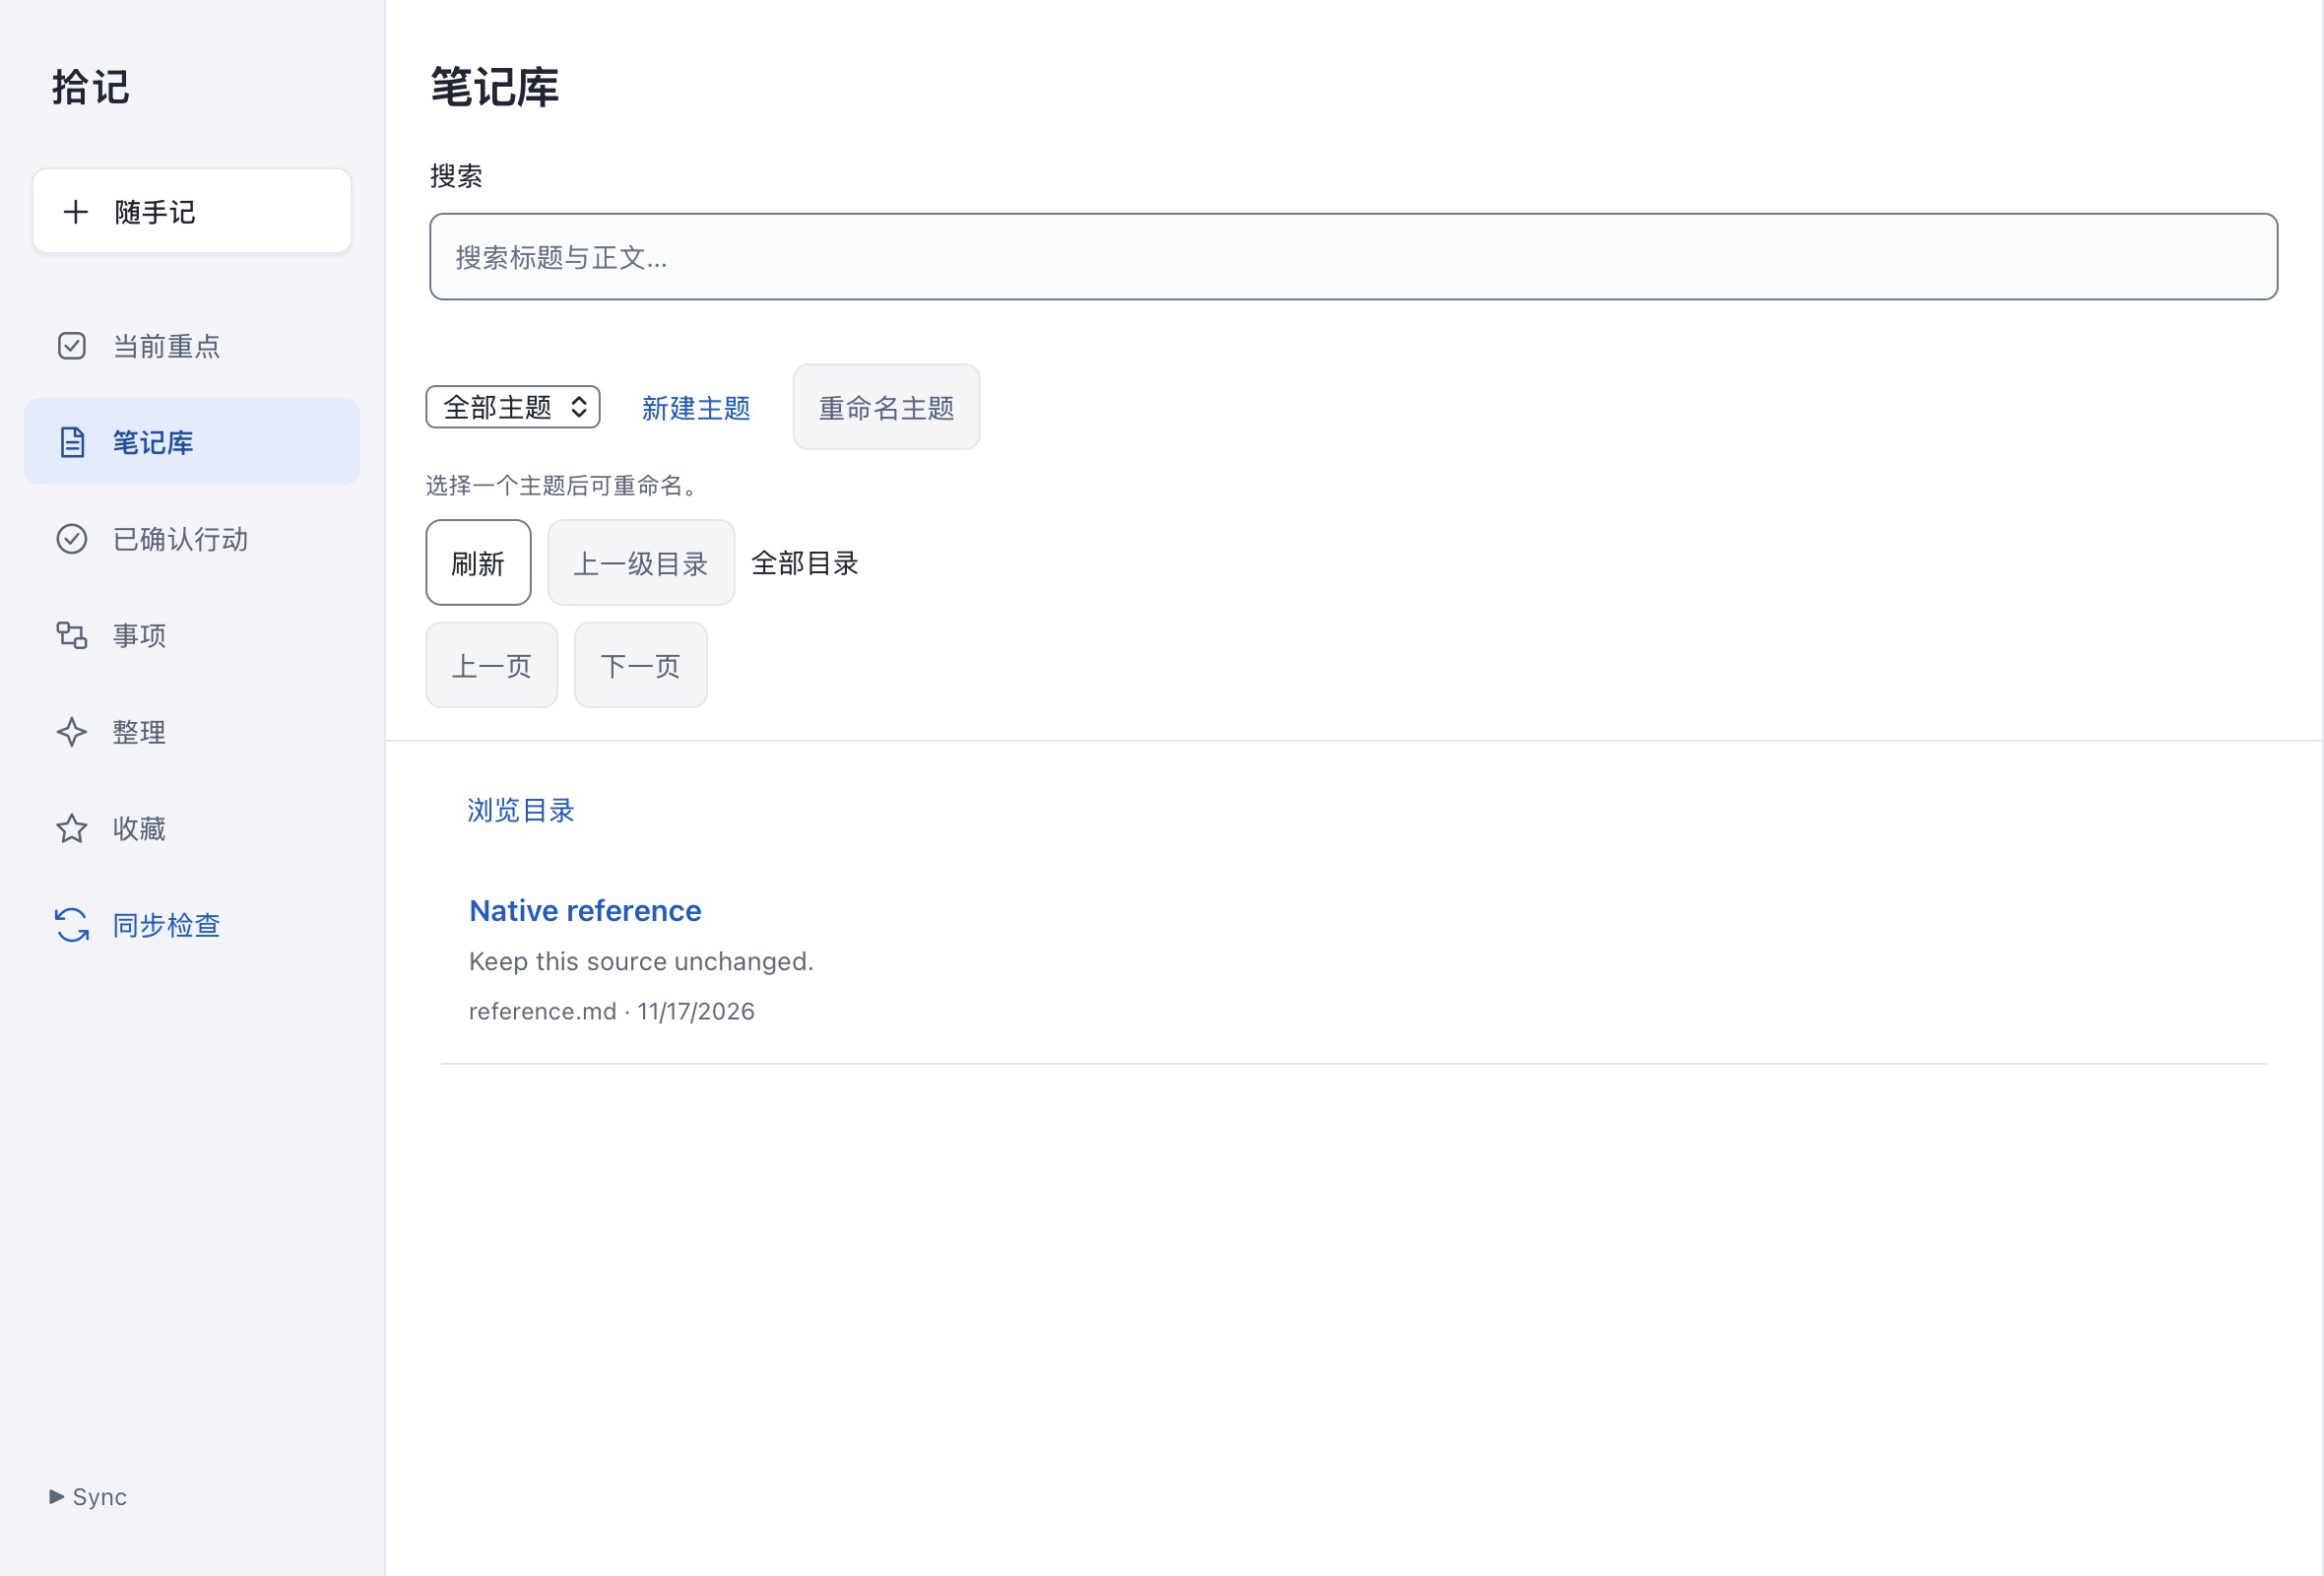 拾记
随手记
当前重点
笔记库
已确认行动
事项
整理
收藏
同步检查
Sync
笔记库
搜索
搜索标题与正文...
全部主题 新建主题 重命名主题
选择一个主题后可重命名。
刷新 上一级目录 全部目录
上一页 下一页
浏览目录
Native reference
Keep this source unchanged.
reference.md · 11/17/2026